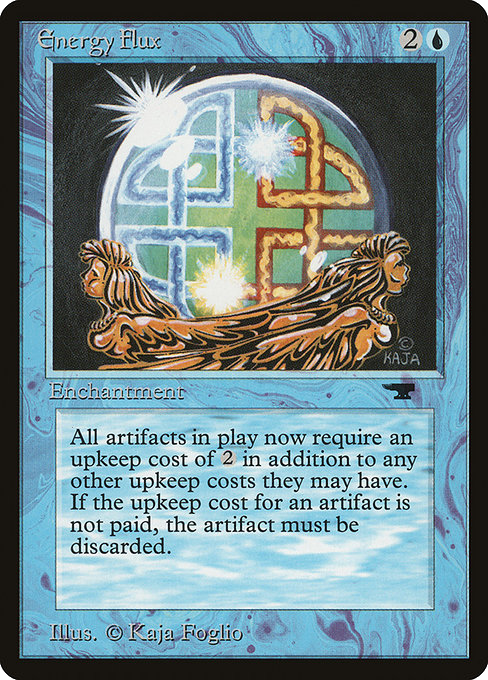 Energy Flux 2
© KAJA
Enchantment
All artifacts in play now require an
upkeep cost of 2 in addition to any
other upkeep costs they may have.
If the upkeep cost for an artifact is
not paid, the artifact must be
discarded.
Illus. © Kaja Foglio